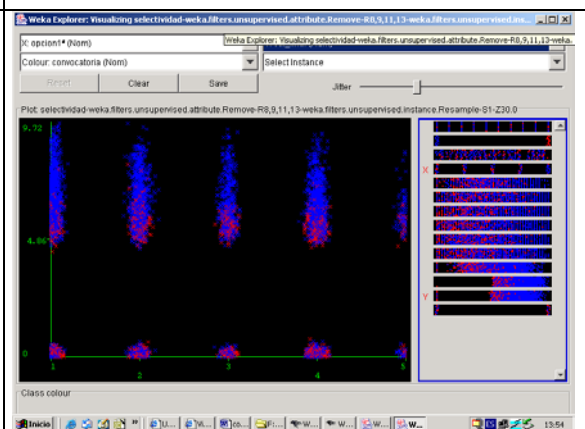 Weka Explorer: Visualizing selectividad-weka.filters.unsupervised.attribute.Remove-R8,9,11,13-weka.filters.unsupervised.ins...
X: opcion1* (Nom)
Weka Explorer: Visualizing selectividad-weka.filters.unsupervised.attribute.Remove-R8,9,11,13-weka.
Colour: convocatoria (Nom)
Select Instance
Reset
Clear
Save
Jitter
Plot: selectividad-weka.filters.unsupervised.attribute.Remove-R8,9,11,13-weka.filters.unsupervised.instance.Resample-S1-Z30.0
9.72
X
4.86
Y
0
1
2
3
4
5
Class colour
Inicio
13:54